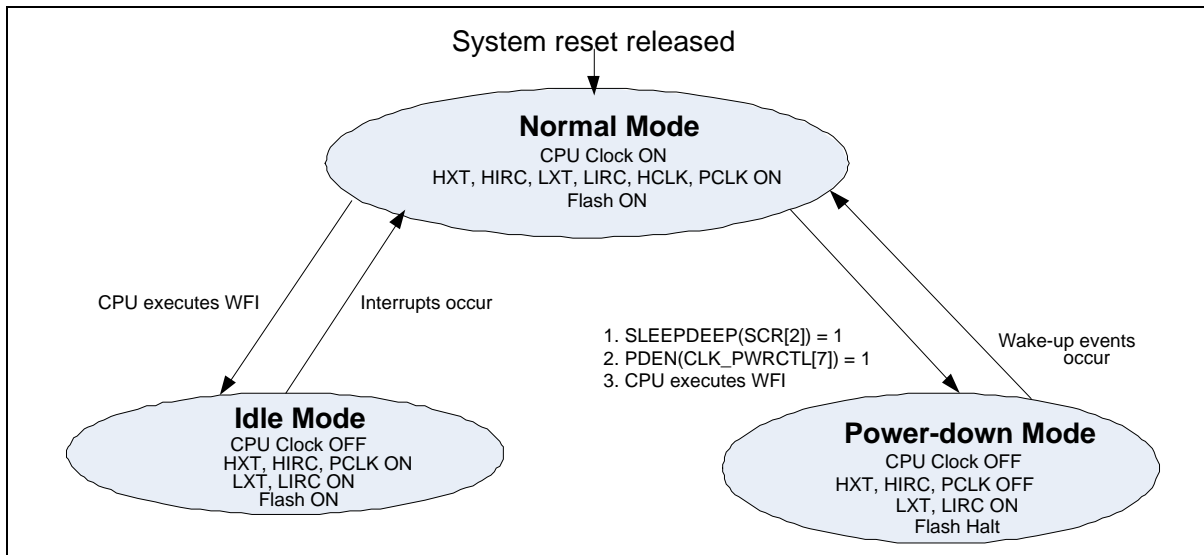 System reset released
Normal Mode
CPU Clock ON
HXT, HIRC, LXT, LIRC, HCLK, PCLK ON
Flash ON
CPU executes WFI
Interrupts occur
1. SLEEPDEEP(SCR[2]) = 1
2. PDEN(CLK_PWRCTL[7]) = 1
3. CPU executes WFI
Wake-up events
occur
Idle Mode
CPU Clock OFF
HXT, HIRC, PCLK ON
LXT, LIRC ON
Flash ON
Power-down Mode
CPU Clock OFF
HXT, HIRC, PCLK OFF
LXT, LIRC ON
Flash Halt